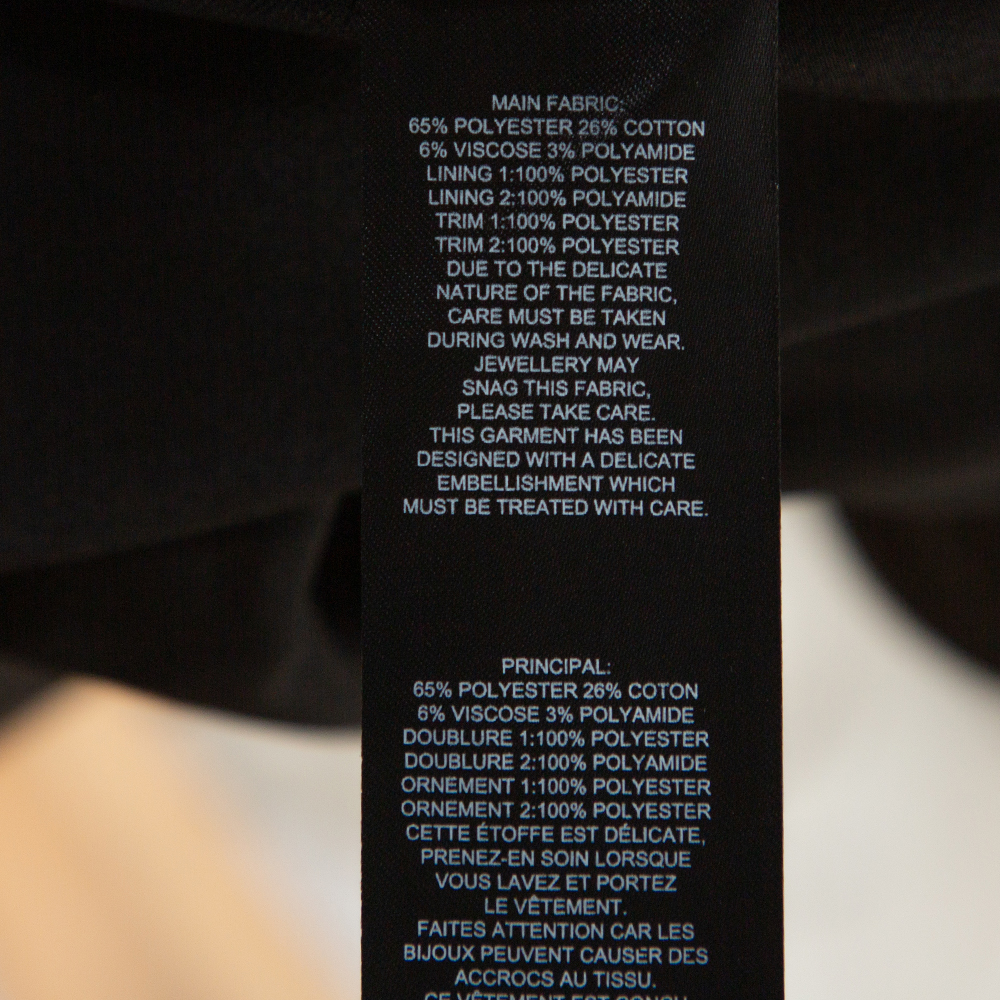 MAIN FABRIC:
65% POLYESTER 26% COTTON
6% VISCOSE 3% POLYAMIDE
LINING 1:100% POLYESTER
LINING 2:100% POLYAMIDE
TRIM 1:100% POLYESTER
TRIM 2:100% POLYESTER
DUE TO THE DELICATE
NATURE OF THE FABRIC,
CARE MUST BE TAKEN
DURING WASH AND WEAR.
JEWELLERY MAY
SNAG THIS FABRIC,
PLEASE TAKE CARE.
THIS GARMENT HAS BEEN
DESIGNED WITH A DELICATE
EMBELLISHMENT WHICH
MUST BE TREATED WITH CARE.
PRINCIPAL:
65% POLYESTER 26% COTON
6% VISCOSE 3% POLYAMIDE
DOUBLURE 1:100% POLYESTER
DOUBLURE 2:100% POLYAMIDE
ORNEMENT 1:100% POLYESTER
ORNEMENT 2:100% POLYESTER
CETTE ÉTOFFE EST DÉLICATE,
PRENEZ-EN SOIN LORSQUE
VOUS LAVEZ ET PORTEZ
LE VÊTEMENT.
FAITES ATTENTION CAR LES
BIJOUX PEUVENT CAUSER DES
ACCROCS AU TISSU.
CE VÊTEMENT EST CONÇU